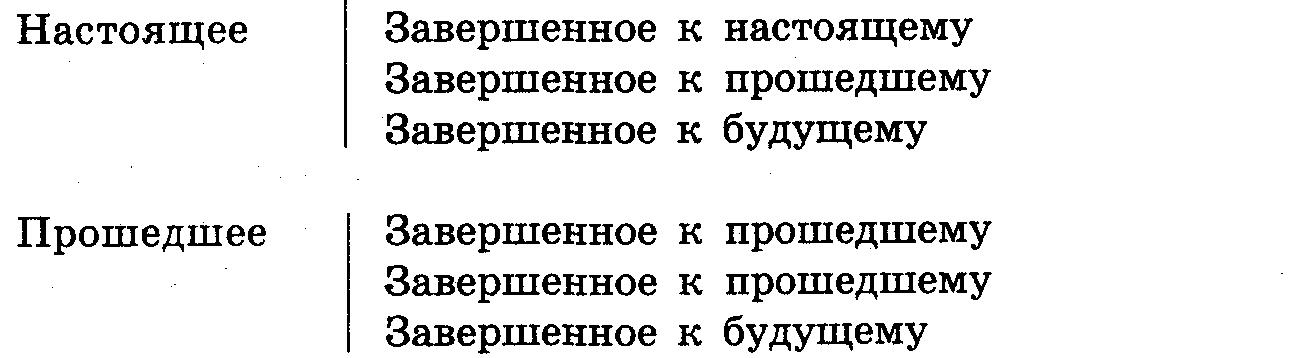 Настоящее Завершенное к настоящему
Завершенное к прошедшему
Завершенное к будущему
Прошедшее Завершенное к прошедшему
Завершенное к прошедшему
Завершенное к будущему